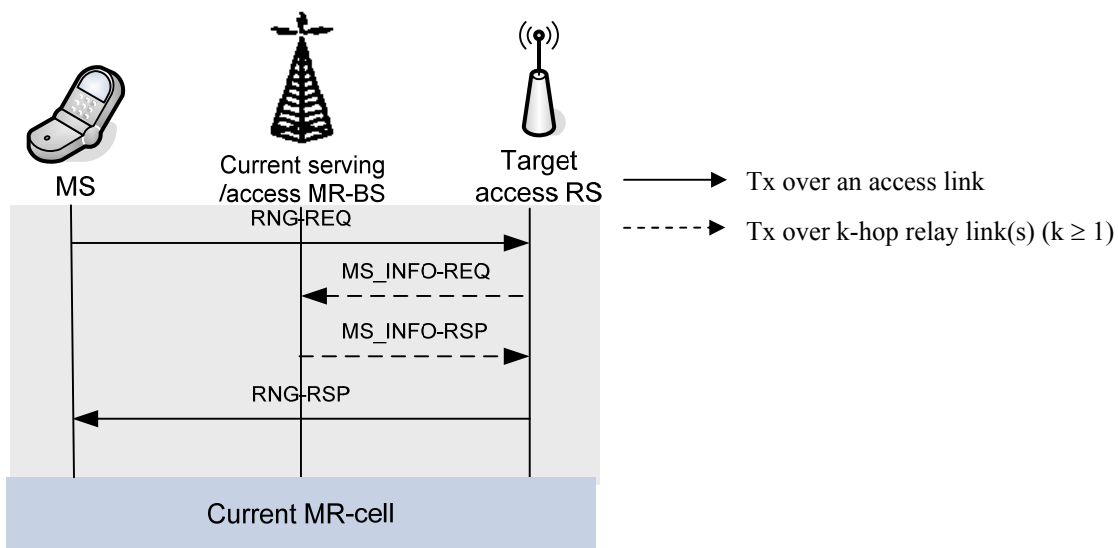 MS
Current serving
/access MR-BS
Target
access RS
Tx over an access link
Tx over k-hop relay link(s) (k ≥ 1)
RNG-REQ
MS_INFO-REQ
MS_INFO-RSP
RNG-RSP
Current MR-cell